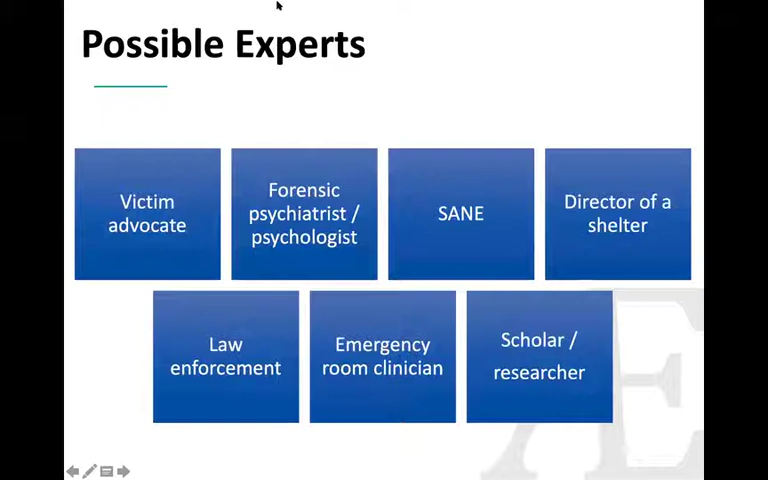 Possible Experts
Victim
advocate
Forensic
psychiatrist /
psychologist
SANE
Director of a
shelter
Law
enforcement
Emergency
room clinician
Scholar /
researcher
Æ